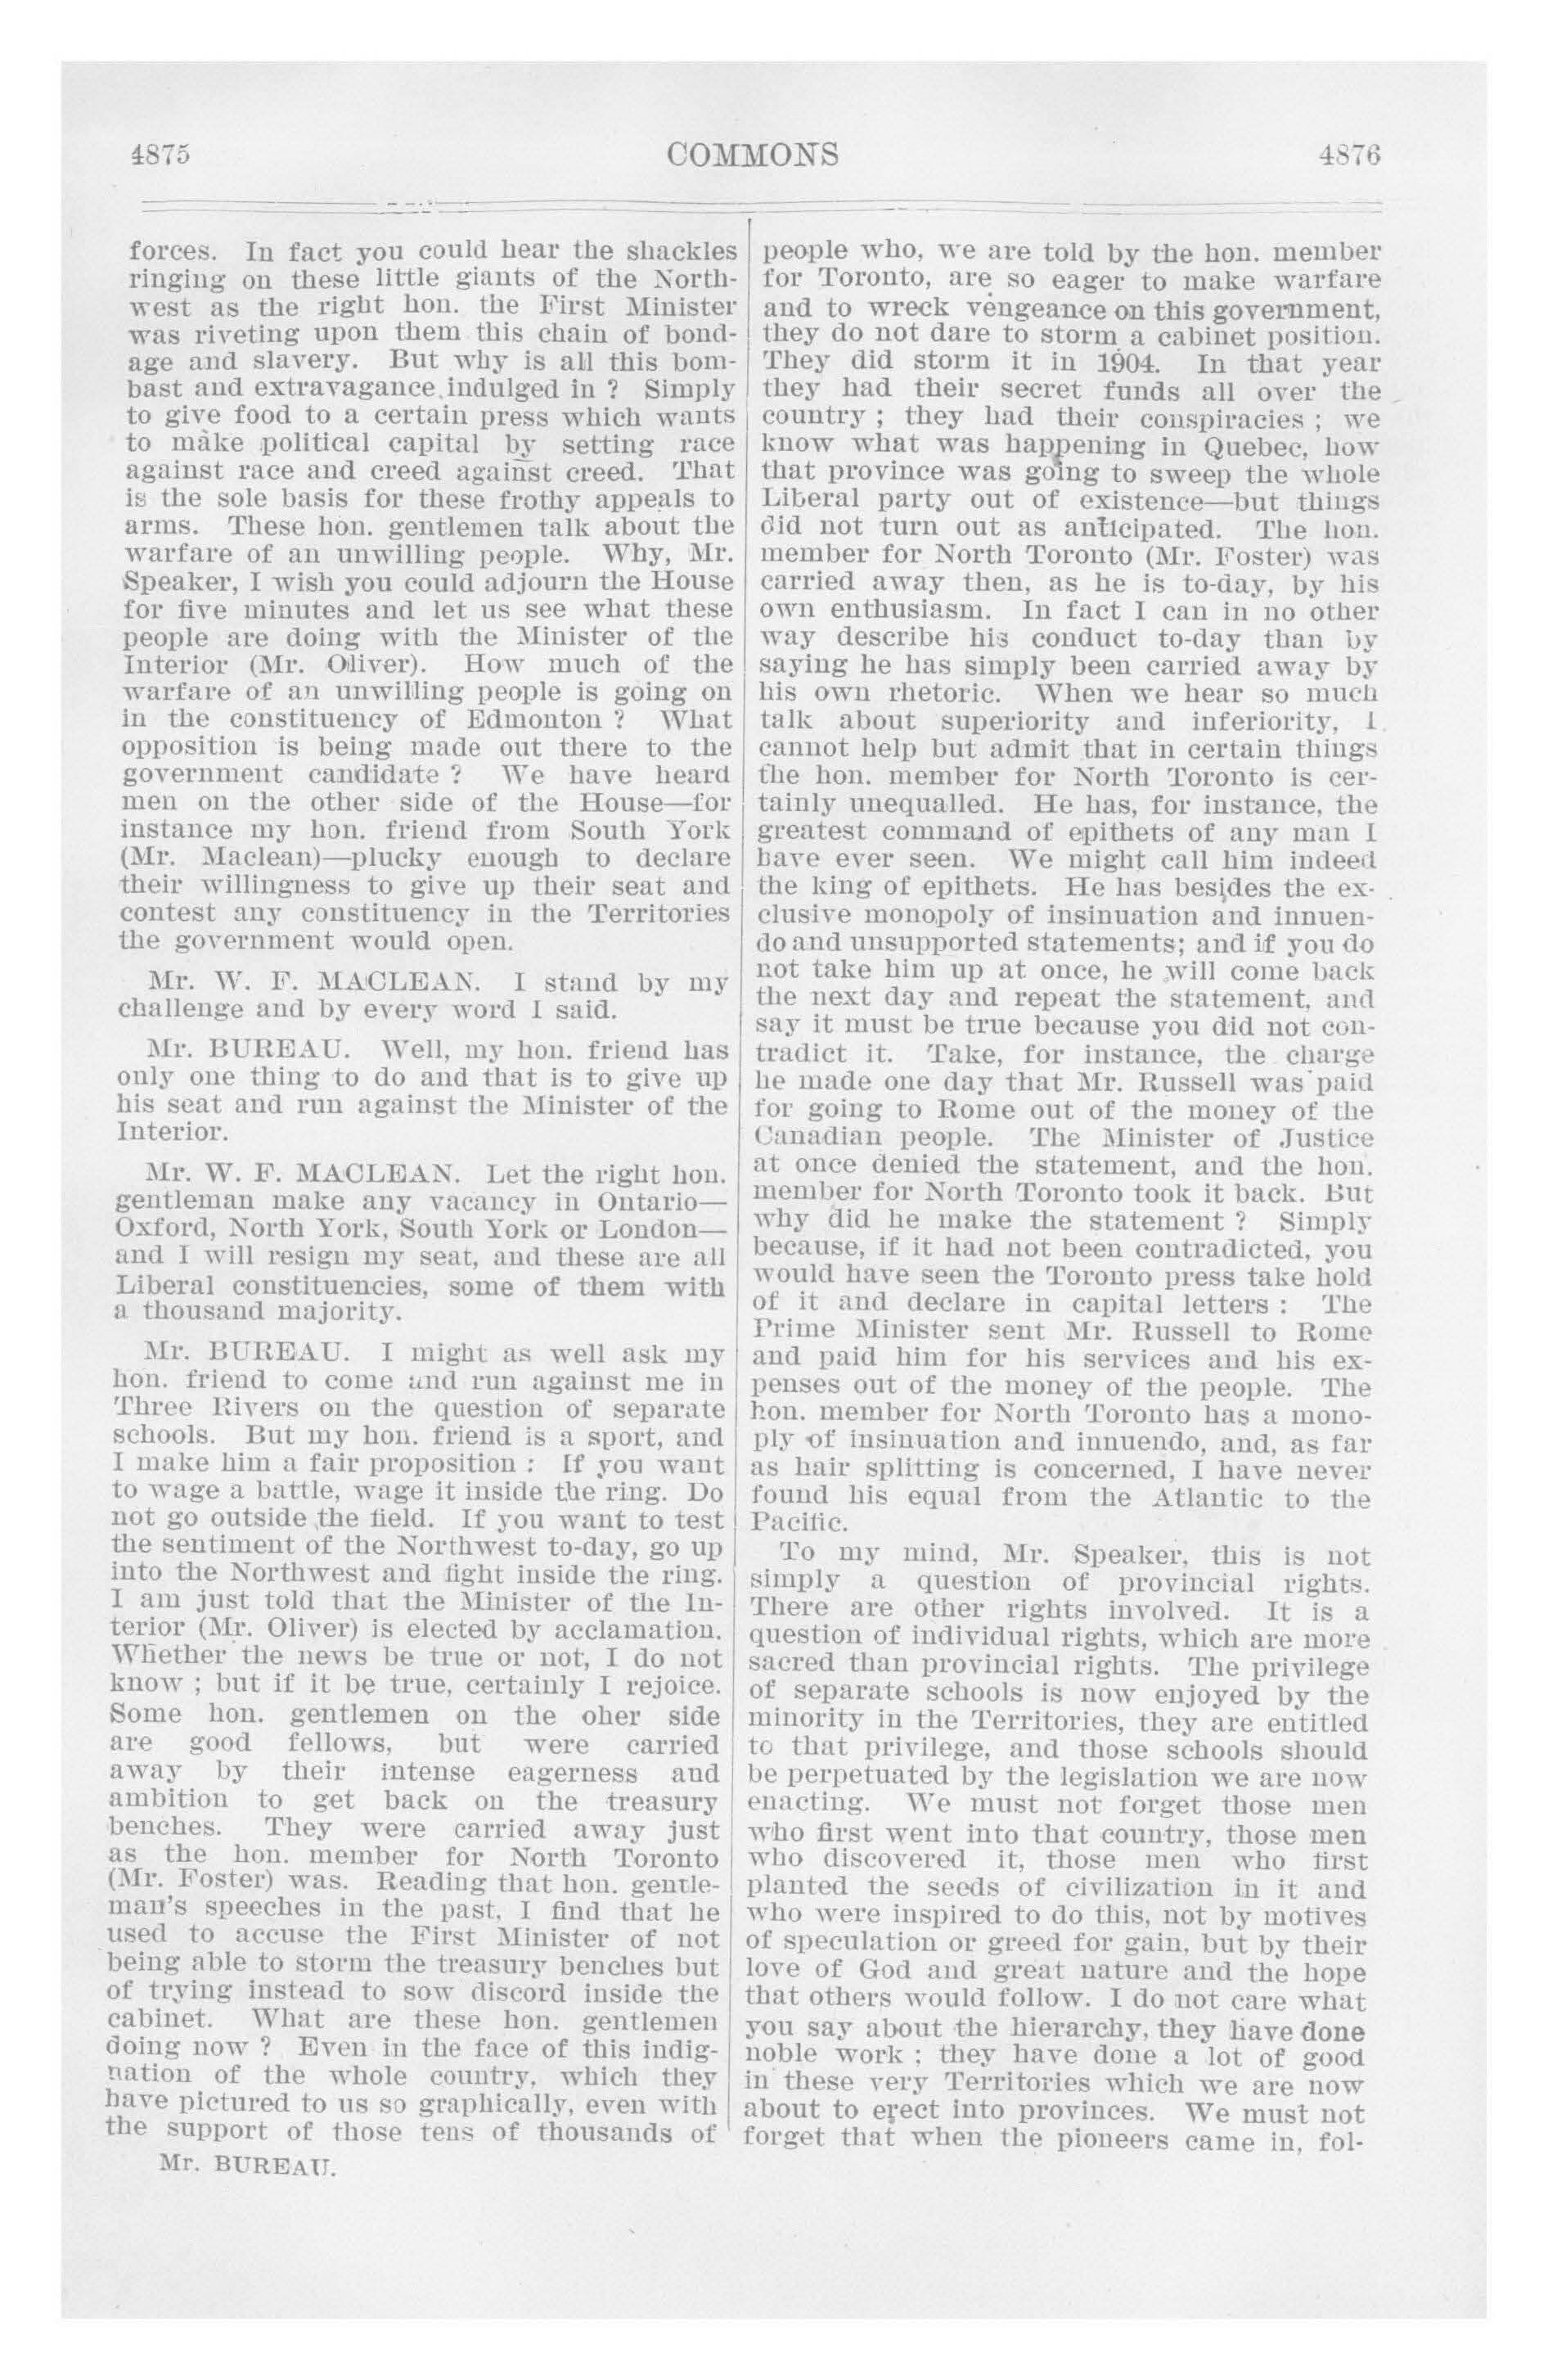 4875 COMMONS 4876
forces. In fact you could hear the shackles
ringing on these little giants of the North-
west as the right hon. the First Minister
was riveting upon them this chain of bond-
age and slavery. But why is all this bom-
bast and extravagance indulged in ? Simply
to give food to a certain press which wants
to make political capital by setting race
against race and creed against creed. That
is the sole basis for these frothy appeals to
arms. These hon. gentlemen talk about the
warfare of an unwilling people. Why, Mr.
Speaker, I wish you could adjourn the House
for five minutes and let us see what these
people are doing with the Minister of the
Interior (Mr. Oliver). How much of the
warfare of an unwilling people is going on
in the constituency of Edmonton ? What
opposition is being made out there to the
government candidate ? We have heard
men on the other side of the House—for
instance my hon. friend from South York
(Mr. Maclean)—plucky enough to declare
their willingness to give up their seat and
contest any constituency in the Territories
the government would open.
Mr. W. F. MACLEAN. I stand by my
challenge and by every word I said.
Mr. BUREAU. Well, my hon. friend has
only one thing to do and that is to give up
his seat and run against the Minister of the
Interior.
Mr. W. F. MACLEAN. Let the right hon.
gentleman make any vacancy in Ontario—
Oxford, North York, South York or London—
and I will resign my seat, and these are all
Liberal constituencies, some of them with
a thousand majority.
Mr. BUREAU. I might as well ask my
hon. friend to come and run against me in
Three Rivers on the question of separate
schools. But my hon. friend is a sport, and
I make him a fair proposition : If you want
to wage a battle, wage it inside the ring. Do
not go outside the field. If you want to test
the sentiment of the Northwest to-day, go up
into the Northwest and fight inside the ring.
I am just told that the Minister of the In-
terior (Mr. Oliver) is elected by acclamation.
Whether the news be true or not, I do not
know ; but if it be true, certainly I rejoice.
Some hon. gentlemen on the oher side
are good fellows, but were carried
away by their intense eagerness and
ambition to get back on the treasury
benches. They were carried away just
as the hon. member for North Toronto
(Mr. Foster) was. Reading that hon. gentle-
man's speeches in the past, I find that he
used to accuse the First Minister of not
being able to storm the treasury benches but
of trying instead to sow discord inside the
cabinet. What are these hon. gentlemen
doing now ? Even in the face of this indig-
nation of the whole country, which they
have pictured to us so graphically, even with
the support of those tens of thousands of
Mr. BUREAU.
people who, we are told by the hon. member
for Toronto, are so eager to make warfare
and to wreck vengeance on this government,
they do not dare to storm a cabinet position.
They did storm it in 1904. In that year
they had their secret funds all over the
country ; they had their conspiracies ; we
know what was happening in Quebec, how
that province was going to sweep the whole
Liberal party out of existence—but things
did not turn out as anticipated. The hon.
member for North Toronto (Mr. Foster) was
carried away then, as he is to-day, by his
own enthusiasm. In fact I can in no other
way describe his conduct to-day than by
saying he has simply been carried away by
his own rhetoric. When we hear so much
talk about superiority and inferiority, I
cannot help but admit that in certain things
the hon. member for North Toronto is cer-
tainly unequalled. He has, for instance, the
greatest command of epithets of any man I
have ever seen. We might call him indeed
the king of epithets. He has besides the ex-
clusive monopoly of insinuation and innuen-
do and unsupported statements; and if you do
not take him up at once, he will come back
the next day and repeat the statement, and
say it must be true because you did not con-
tradict it. Take, for instance, the charge
he made one day that Mr. Russell was paid
for going to Rome out of the money of the
Canadian people. The Minister of Justice
at once denied the statement, and the hon.
member for North Toronto took it back. But
why did he make the statement ? Simply
because, if it had not been contradicted, you
would have seen the Toronto press take hold
of it and declare in capital letters : The
Prime Minister sent Mr. Russell to Rome
and paid him for his services and his ex-
penses out of the money of the people. The
hon. member for North Toronto has a mono-
ply of insinuation and innuendo, and, as far
as hair splitting is concerned, I have never
found his equal from the Atlantic to the
Pacific.
To my mind, Mr. Speaker, this is not
simply a question of provincial rights.
There are other rights involved. It is a
question of individual rights, which are more
sacred than provincial rights. The privilege
of separate schools is now enjoyed by the
minority in the Territories, they are entitled
to that privilege, and those schools should
be perpetuated by the legislation we are now
enacting. We must not forget those men
who first went into that country, those men
who discovered it, those men who first
planted the seeds of civilization in it and
who were inspired to do this, not by motives
of speculation or greed for gain, but by their
love of God and great nature and the hope
that others would follow. I do not care what
you say about the hierarchy, they have done
noble work ; they have done a lot of good
in these very Territories which we are now
about to erect into provinces. We must not
forget that when the pioneers came in, fol-